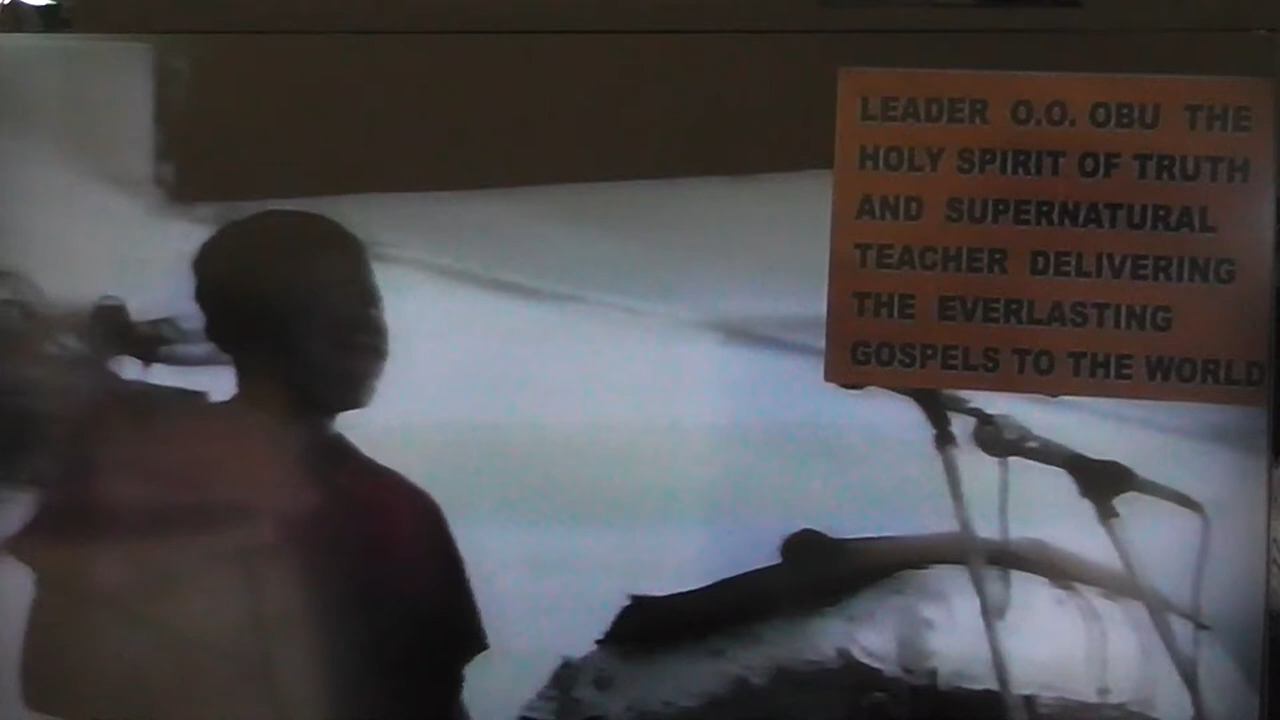 LEADER O.O. OBU THE
HOLY SPIRIT OF TRUTH
AND SUPERNATURAL
TEACHER DELIVERING
THE EVERLASTING
GOSPELS TO THE WORLD